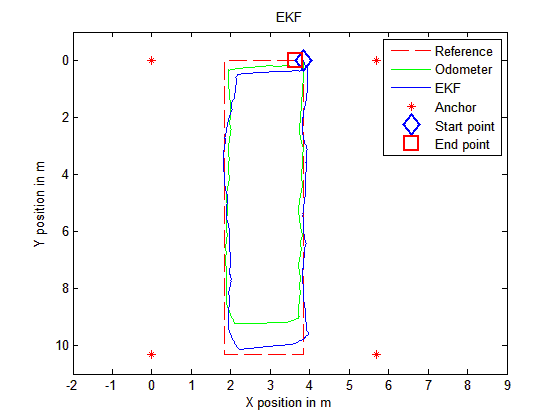 EKF
Reference
Odometer
EKF
Anchor
Start point
End point
0
2
4
6
8
10
Y position in m
-2 -1 0 1 2 3 4 5 6 7 8 9
X position in m